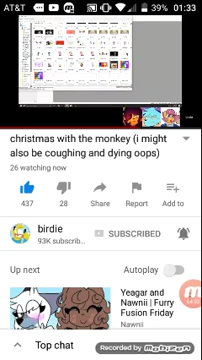 AT&T 39% 01:33
christmas with the monkey (i might
also be coughing and dying oops)
26 watching now
437 28 Share Report Add to
birdie
93K subscrib...
SUBSCRIBED
Up next Autoplay
Yeagar and
Nawnii | Furry
Fusion Friday
Nawnii
Top chat
Recorded by